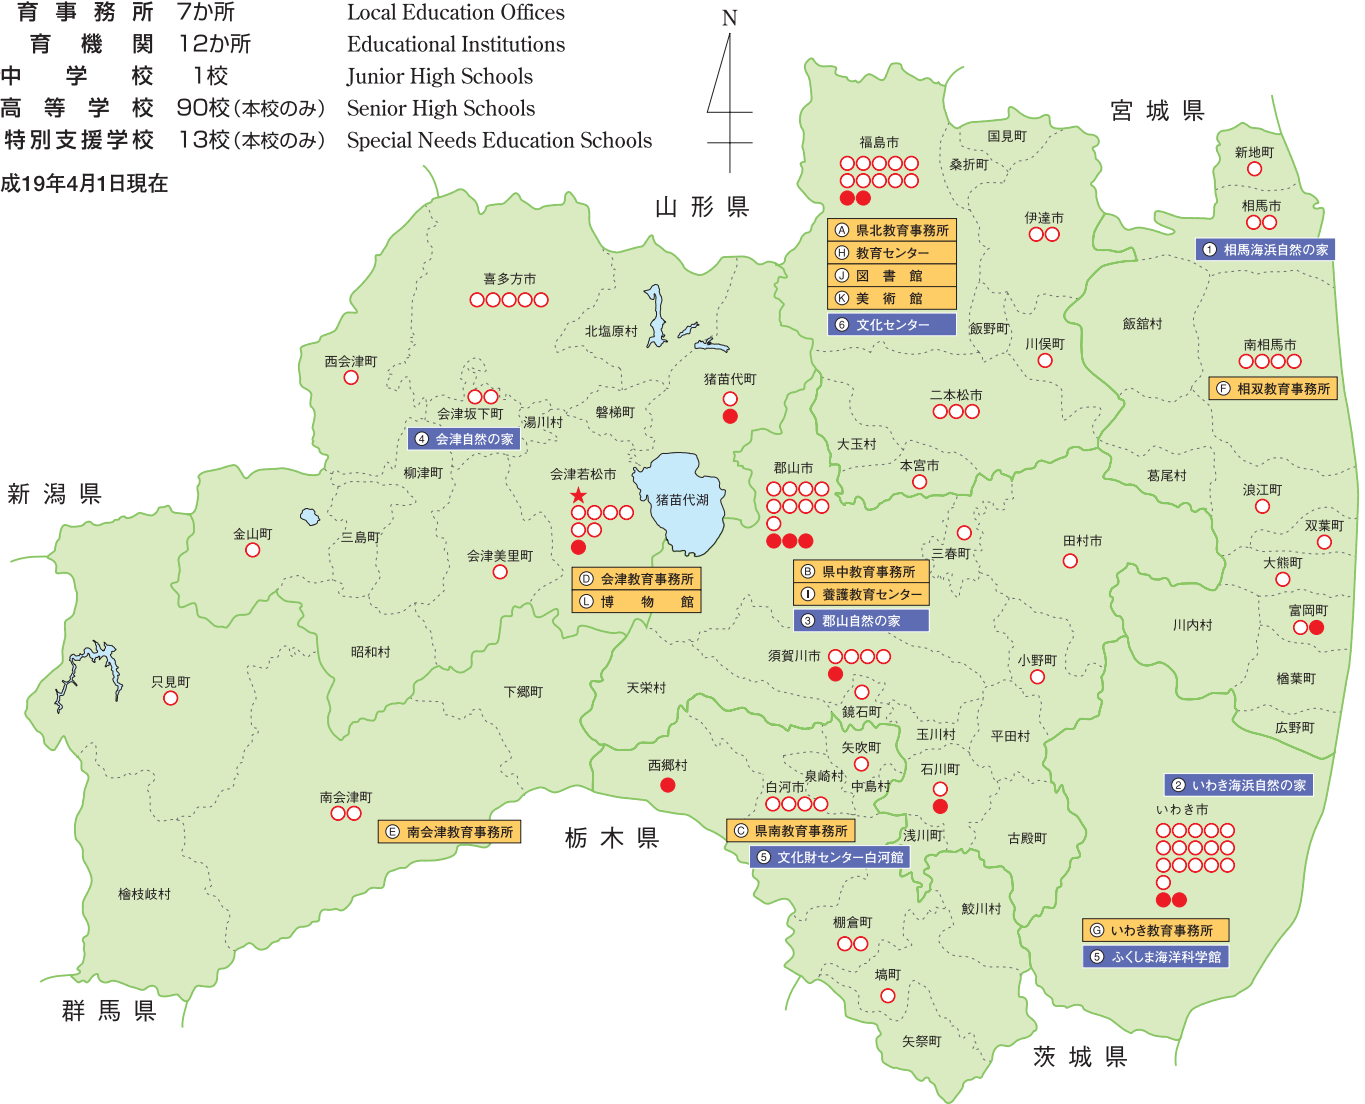 育事務所 7か所 Local Education Offices
育機関 12か所 Educational Institutions
中学校 1校 Junior High Schools
高等学校 90校（本校のみ） Senior High Schools
特別支援学校 13校（本校のみ） Special Needs Education Schools
成19年4月1日現在
N
宮城県
山形県
新潟県
群馬県
栃木県
茨城県
福島市
Ⓐ 県北教育事務所
Ⓗ 教育センター
Ⓙ 図書館
Ⓚ 美術館
⑥ 文化センター
桑折町
国見町
伊達市
飯野町
川俣町
二本松市
大玉村
本宮市
新地町
相馬市
① 相馬海浜自然の家
飯舘村
南相馬市
Ⓕ 相双教育事務所
葛尾村
浪江町
双葉町
大熊町
富岡町
川内村
楢葉町
広野町
喜多方市
北塩原村
西会津町
猪苗代町
会津坂下町
湯川村
磐梯町
④ 会津自然の家
柳津町
会津若松市
猪苗代湖
金山町
三島町
会津美里町
Ⓓ 会津教育事務所
Ⓛ 博物館
昭和村
只見町
下郷町
南会津町
Ⓔ 南会津教育事務所
檜枝岐村
郡山市
Ⓑ 県中教育事務所
Ⓘ 養護教育センター
③ 郡山自然の家
三春町
田村市
小野町
須賀川市
鏡石町
天栄村
玉川村
平田村
石川町
浅川町
古殿町
西郷村
矢吹町
泉崎村
中島村
白河市
Ⓒ 県南教育事務所
⑤ 文化財センター白河館
棚倉町
鮫川村
塙町
矢祭町
② いわき海浜自然の家
いわき市
Ⓖ いわき教育事務所
⑤ ふくしま海洋科学館